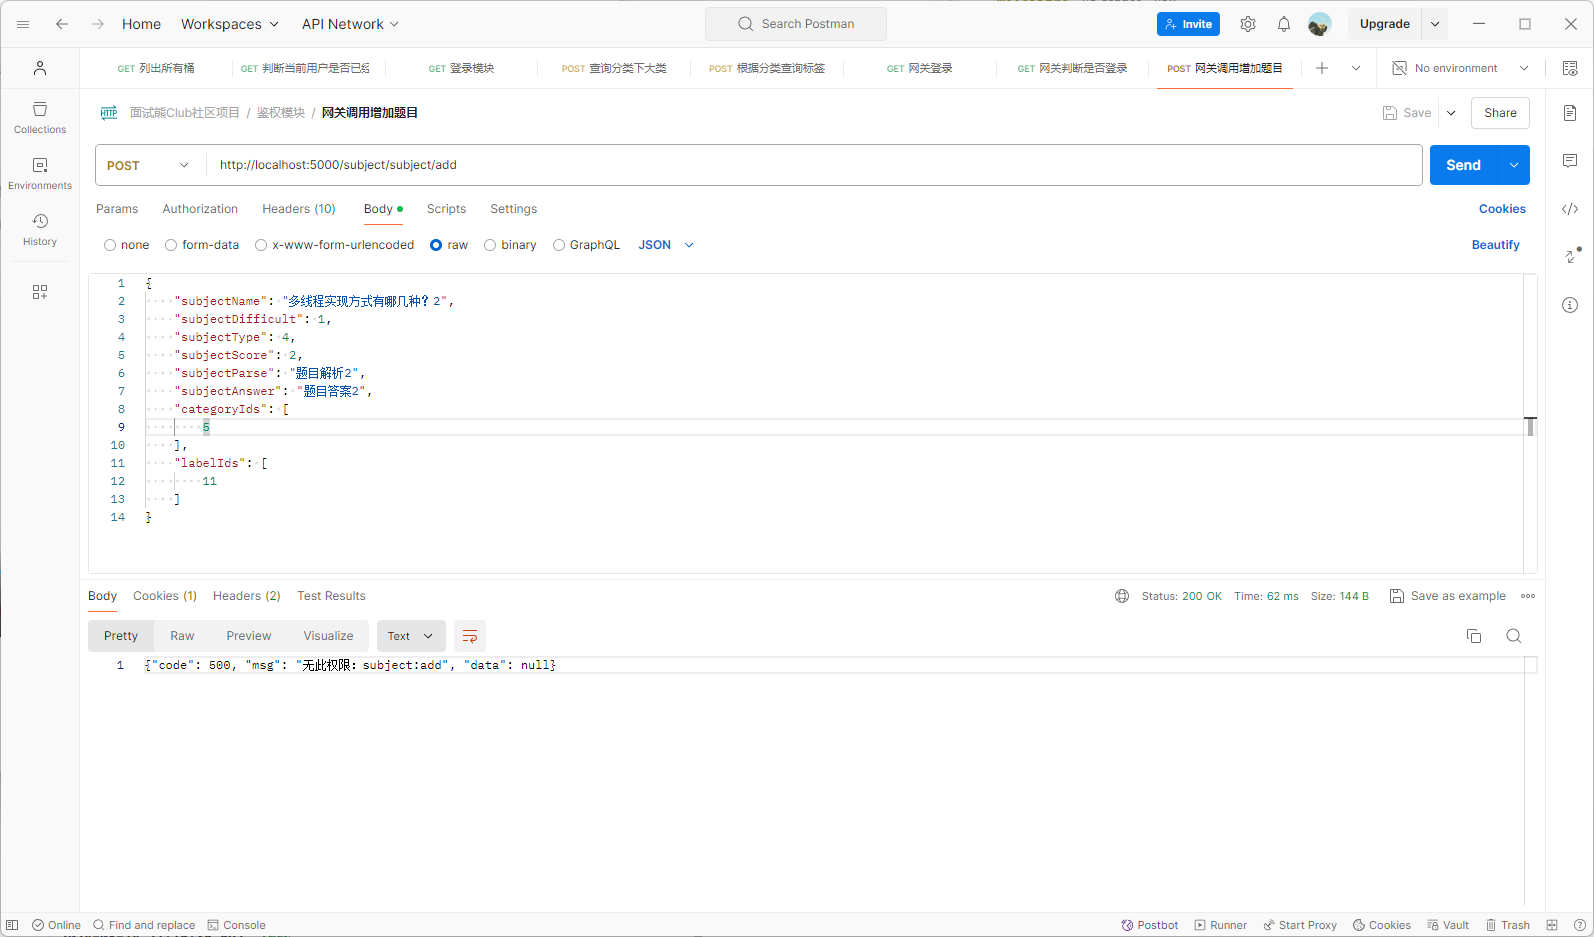 Home Workspaces API Network Search Postman Invite Upgrade
GET 列出所有桶 GET 判断当前用户是否已经 GET 登录模块 POST 查询分类下大类 POST 根据分类查询标签 GET 网关登录 GET 网关判断是否登录 POST 网关调用增加题目 No environment
Collections
Environments
History
HTTP 面试能Club社区项目 / 鉴权模块 / 网关调用增加题目 Save Share
POST http://localhost:5000/subject/subject/add Send
Params Authorization Headers (10) Body Scripts Settings Cookies
none form-data x-www-form-urlencoded raw binary GraphQL JSON Beautify
1 {
2 "subjectName": "多线程实现方式有哪几种？2",
3 "subjectDifficult": 1,
4 "subjectType": 4,
5 "subjectScore": 2,
6 "subjectParse": "题目解析2",
7 "subjectAnswer": "题目答案2",
8 "categoryIds": [
9 5
10 ],
11 "labelIds": [
12 11
13 ]
14 }
Body Cookies (1) Headers (2) Test Results Status: 200 OK Time: 62 ms Size: 144 B Save as example
Pretty Raw Preview Visualize Text
1 {"code": 500, "msg": "无此权限：subject:add", "data": null}
Online Find and replace Console Postbot Runner Start Proxy Cookies Vault Trash